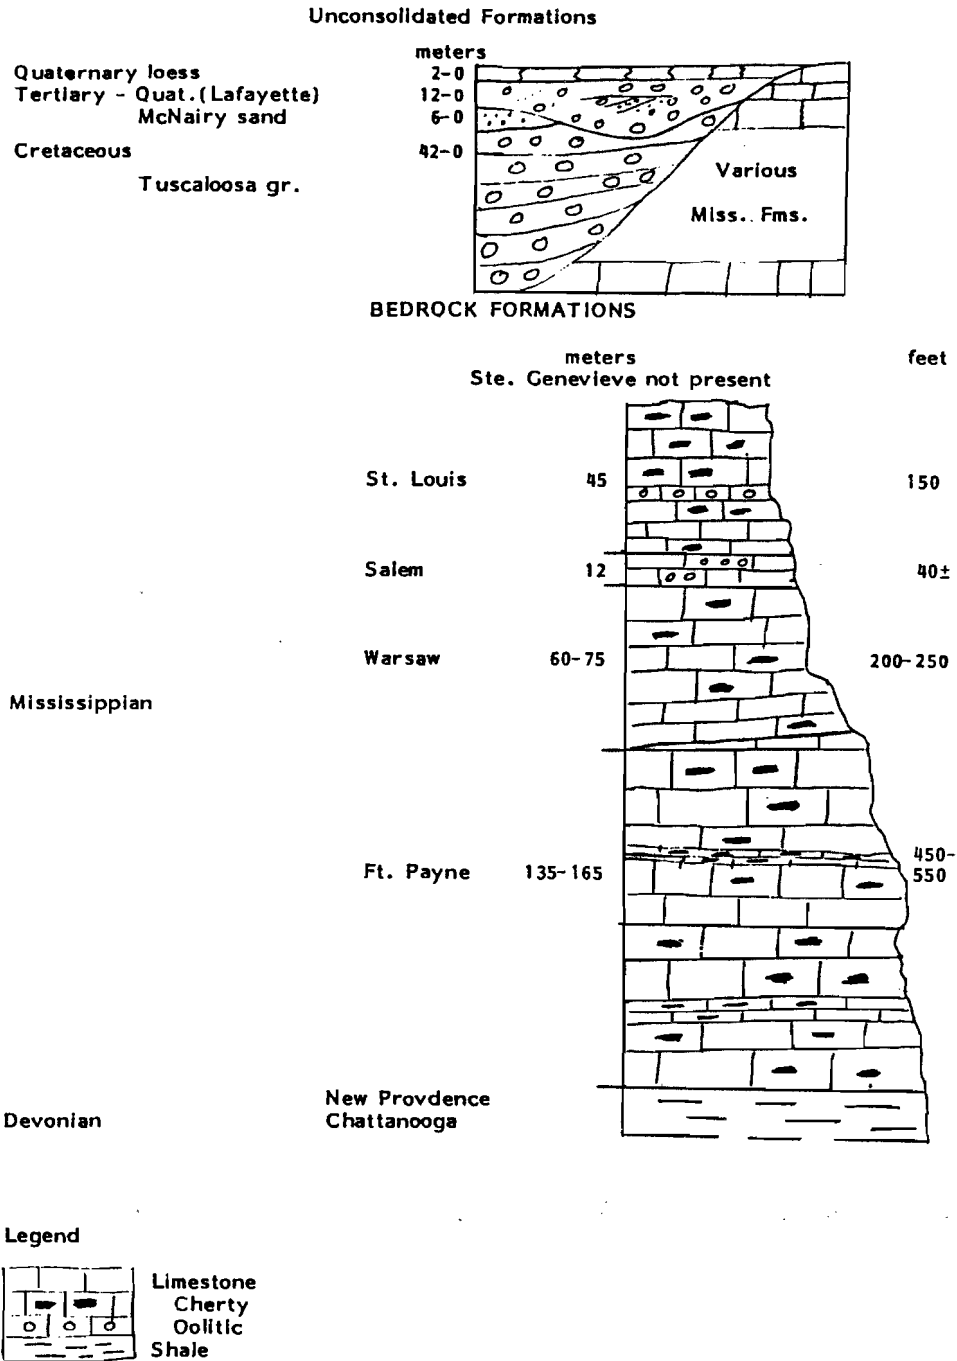 Unconsolidated Formations
meters
Quaternary loess 2-0
Tertiary - Quat. (Lafayette) 12-0
McNairy sand 6-0
Cretaceous 42-0
Tuscaloosa gr.
Various
Miss. Fms.
BEDROCK FORMATIONS
meters feet
Ste. Genevieve not present
St. Louis 45 150
Salem 12 40±
Warsaw 60-75 200-250
Mississippian
Ft. Payne 135-165 450-
550
New Provdence
Devonian Chattanooga
Legend
Limestone
Cherty
Oolitic
Shale